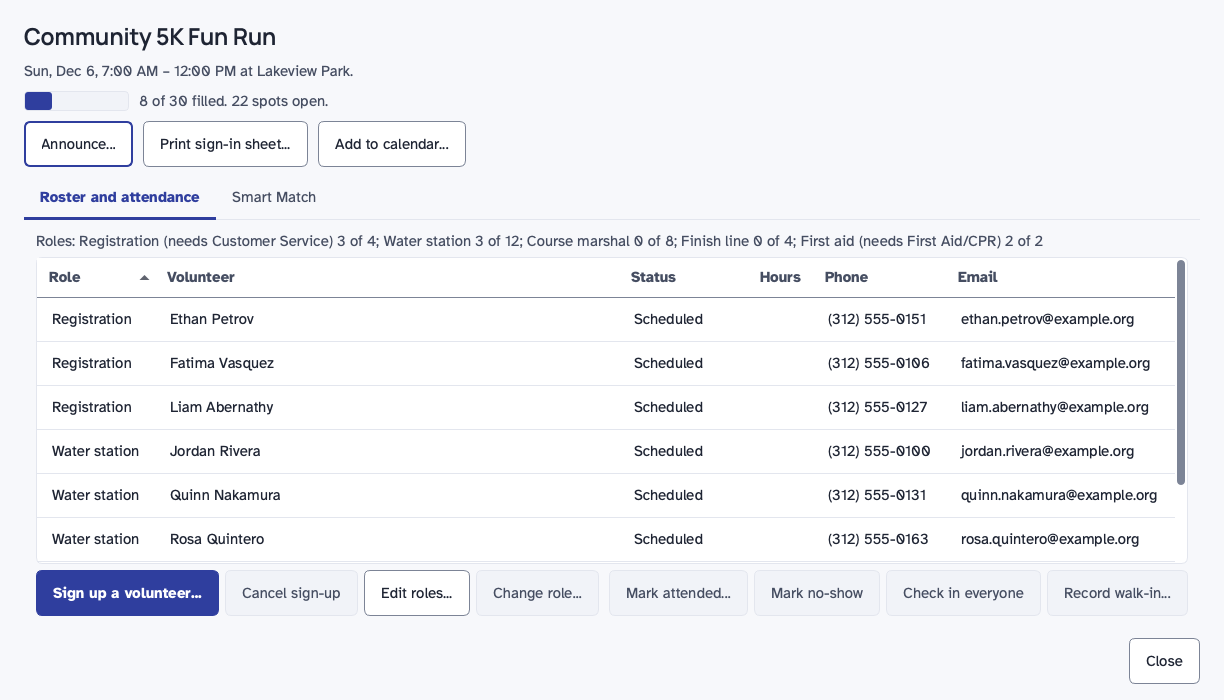 Community 5K Fun Run
Sun, Dec 6, 7:00 AM – 12:00 PM at Lakeview Park.
8 of 30 filled. 22 spots open.
Announce... Print sign-in sheet... Add to calendar...
Roster and attendance Smart Match
Roles: Registration (needs Customer Service) 3 of 4; Water station 3 of 12; Course marshal 0 of 8; Finish line 0 of 4; First aid (needs First Aid/CPR) 2 of 2
Role Volunteer Status Hours Phone Email
Registration Ethan Petrov Scheduled (312) 555-0151 ethan.petrov@example.org
Registration Fatima Vasquez Scheduled (312) 555-0106 fatima.vasquez@example.org
Registration Liam Abernathy Scheduled (312) 555-0127 liam.abernathy@example.org
Water station Jordan Rivera Scheduled (312) 555-0100 jordan.rivera@example.org
Water station Quinn Nakamura Scheduled (312) 555-0131 quinn.nakamura@example.org
Water station Rosa Quintero Scheduled (312) 555-0163 rosa.quintero@example.org
Sign up a volunteer... Cancel sign-up Edit roles... Change role... Mark attended... Mark no-show Check in everyone Record walk-in...
Close